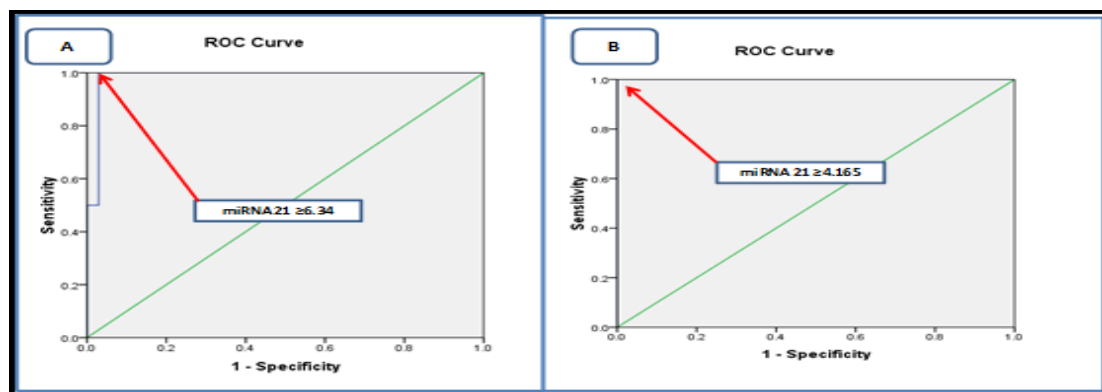 A
ROC Curve
1.0
0.8
0.6
0.4
0.2
0.0
Sensitivity
miRNA21 ≥6.34
0.0 0.2 0.4 0.6 0.8 1.0
1 - Specificity
B
ROC Curve
1.0
0.8
0.6
0.4
0.2
0.0
Sensitivity
miRNA 21 ≥4.165
0.0 0.2 0.4 0.6 0.8 1.0
1 - Specificity